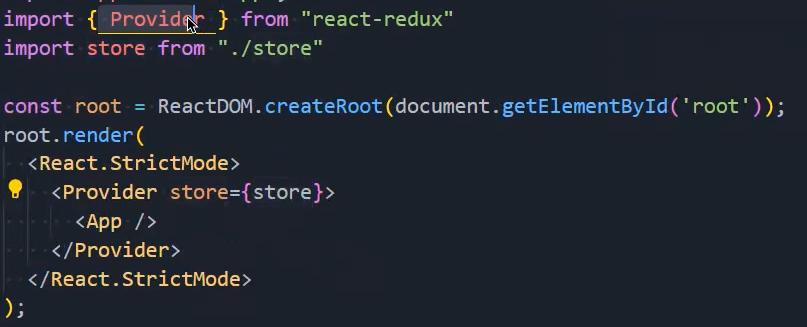 import { Provider } from "react-redux"
import store from "./store"
const root = ReactDOM.createRoot(document.getElementById('root'));
root.render(
<React.StrictMode>
<Provider store={store}>
<App />
</Provider>
</React.StrictMode>
);